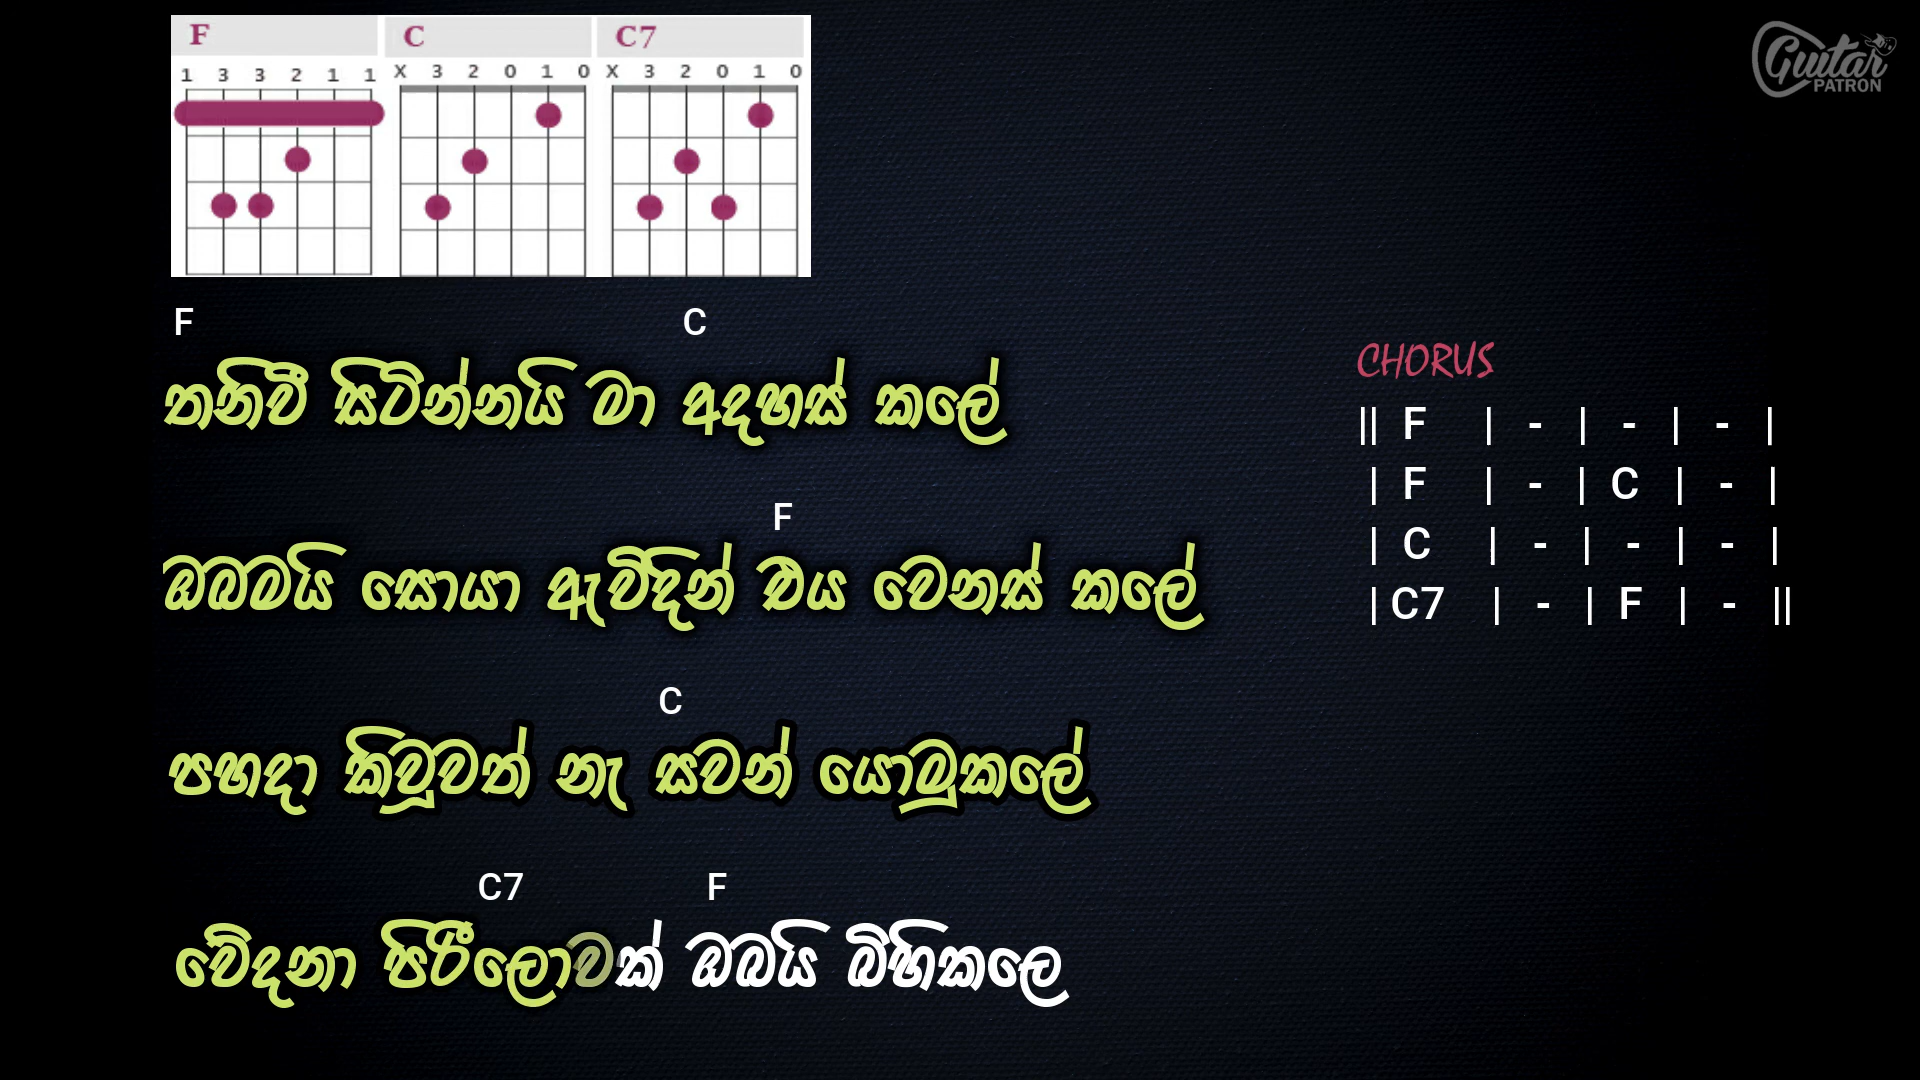 F C C7
1 3 3 2 1 1 X 3 2 0 1 0 X 3 2 0 1 0
Guitar
PATRON
F C
තනිවී සිටින්නයි මා අදහස් කලේ
F
ඔබමයි සොයා ඇවිදින් එය වෙනස් කලේ
C
පහදා කිවූවත් නැ සවන් යොමුකලේ
C7 F
වේදනා පිරීලොවක් ඔබයි බිහිකලෙ
CHORUS
|| F | - | - | - |
| F | - | C | - |
| C | - | - | - |
| C7 | - | F | - ||